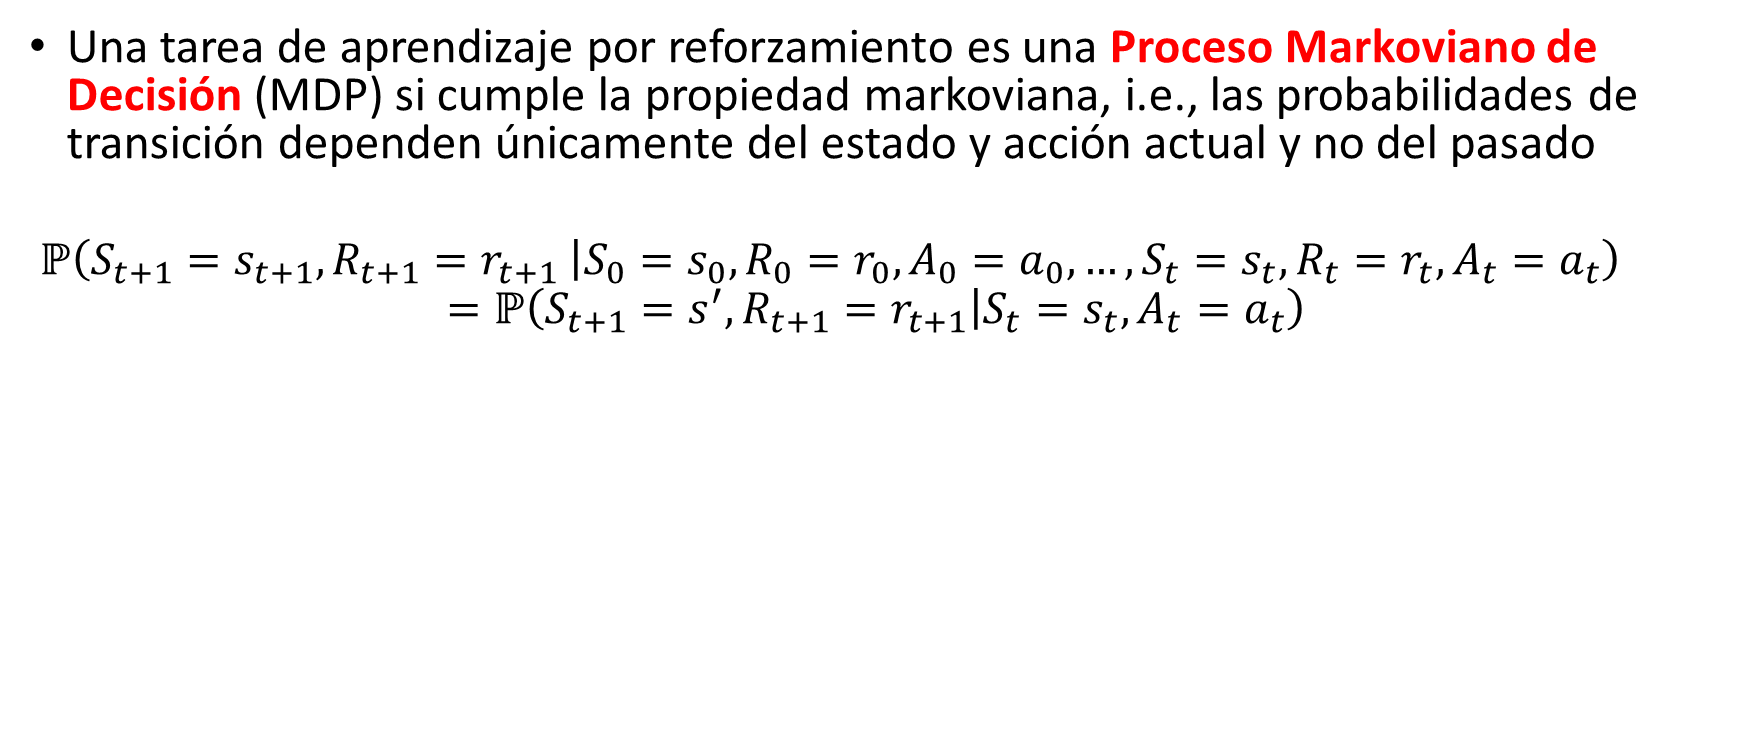 • Una tarea de aprendizaje por reforzamiento es una Proceso Markoviano de
Decisión (MDP) si cumple la propiedad markoviana, i.e., las probabilidades de
transición dependen únicamente del estado y acción actual y no del pasado
ℙ(S_{t+1} = s_{t+1}, R_{t+1} = r_{t+1} |S_0 = s_0, R_0 = r_0, A_0 = a_0, … , S_t = s_t, R_t = r_t, A_t = a_t)
= ℙ(S_{t+1} = s′, R_{t+1} = r_{t+1}|S_t = s_t, A_t = a_t)